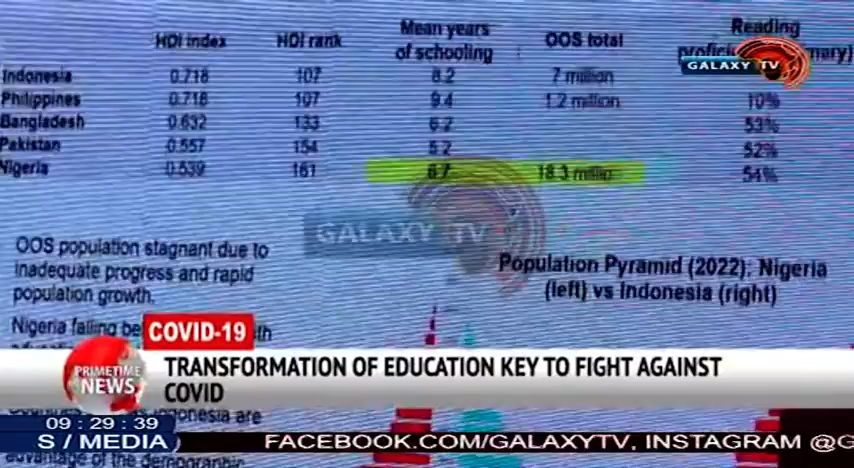 HDI index HDI rank Mean years of schooling OOS total Reading
GALAXY TV
Indonesia 0.718 107 8.2 7 million
Philippines 0.718 107 9.4 1.2 million 10%
Bangladesh 0.632 133 6.2 53%
Pakistan 0.557 154 5.2 52%
Nigeria 0.539 161 6.7 18.3 54%
GALAXY TV
OOS population stagnant due to
inadequate progress and rapid
population growth.
Population Pyramid (2022); Nigeria
(left) vs Indonesia (right)
Nigeria falling
COVID-19
PRIMETIME
NEWS
TRANSFORMATION OF EDUCATION KEY TO FIGHT AGAINST
COVID
are
09:29:39
S / MEDIA
FACEBOOK.COM/GALAXYTV, INSTAGRAM @G